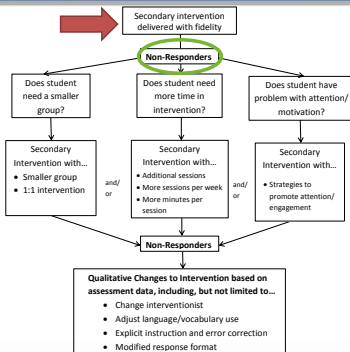 Secondary intervention
delivered with fidelity
Non-Responders
Does student
need a smaller
group?
Does student need
more time in
intervention?
Does student have
problem with attention/
motivation?
Secondary
Intervention with…
• Smaller group
• 1:1 intervention
and/
or
Secondary
Intervention with…
• Additional sessions
• More sessions per week
• More minutes per
session
and/
or
Secondary
Intervention with…
• Strategies to
promote attention/
engagement
Non-Responders
Qualitative Changes to Intervention based on
assessment data, including, but not limited to…
• Change interventionist
• Adjust language/vocabulary use
• Explicit instruction and error correction
• Modified response format